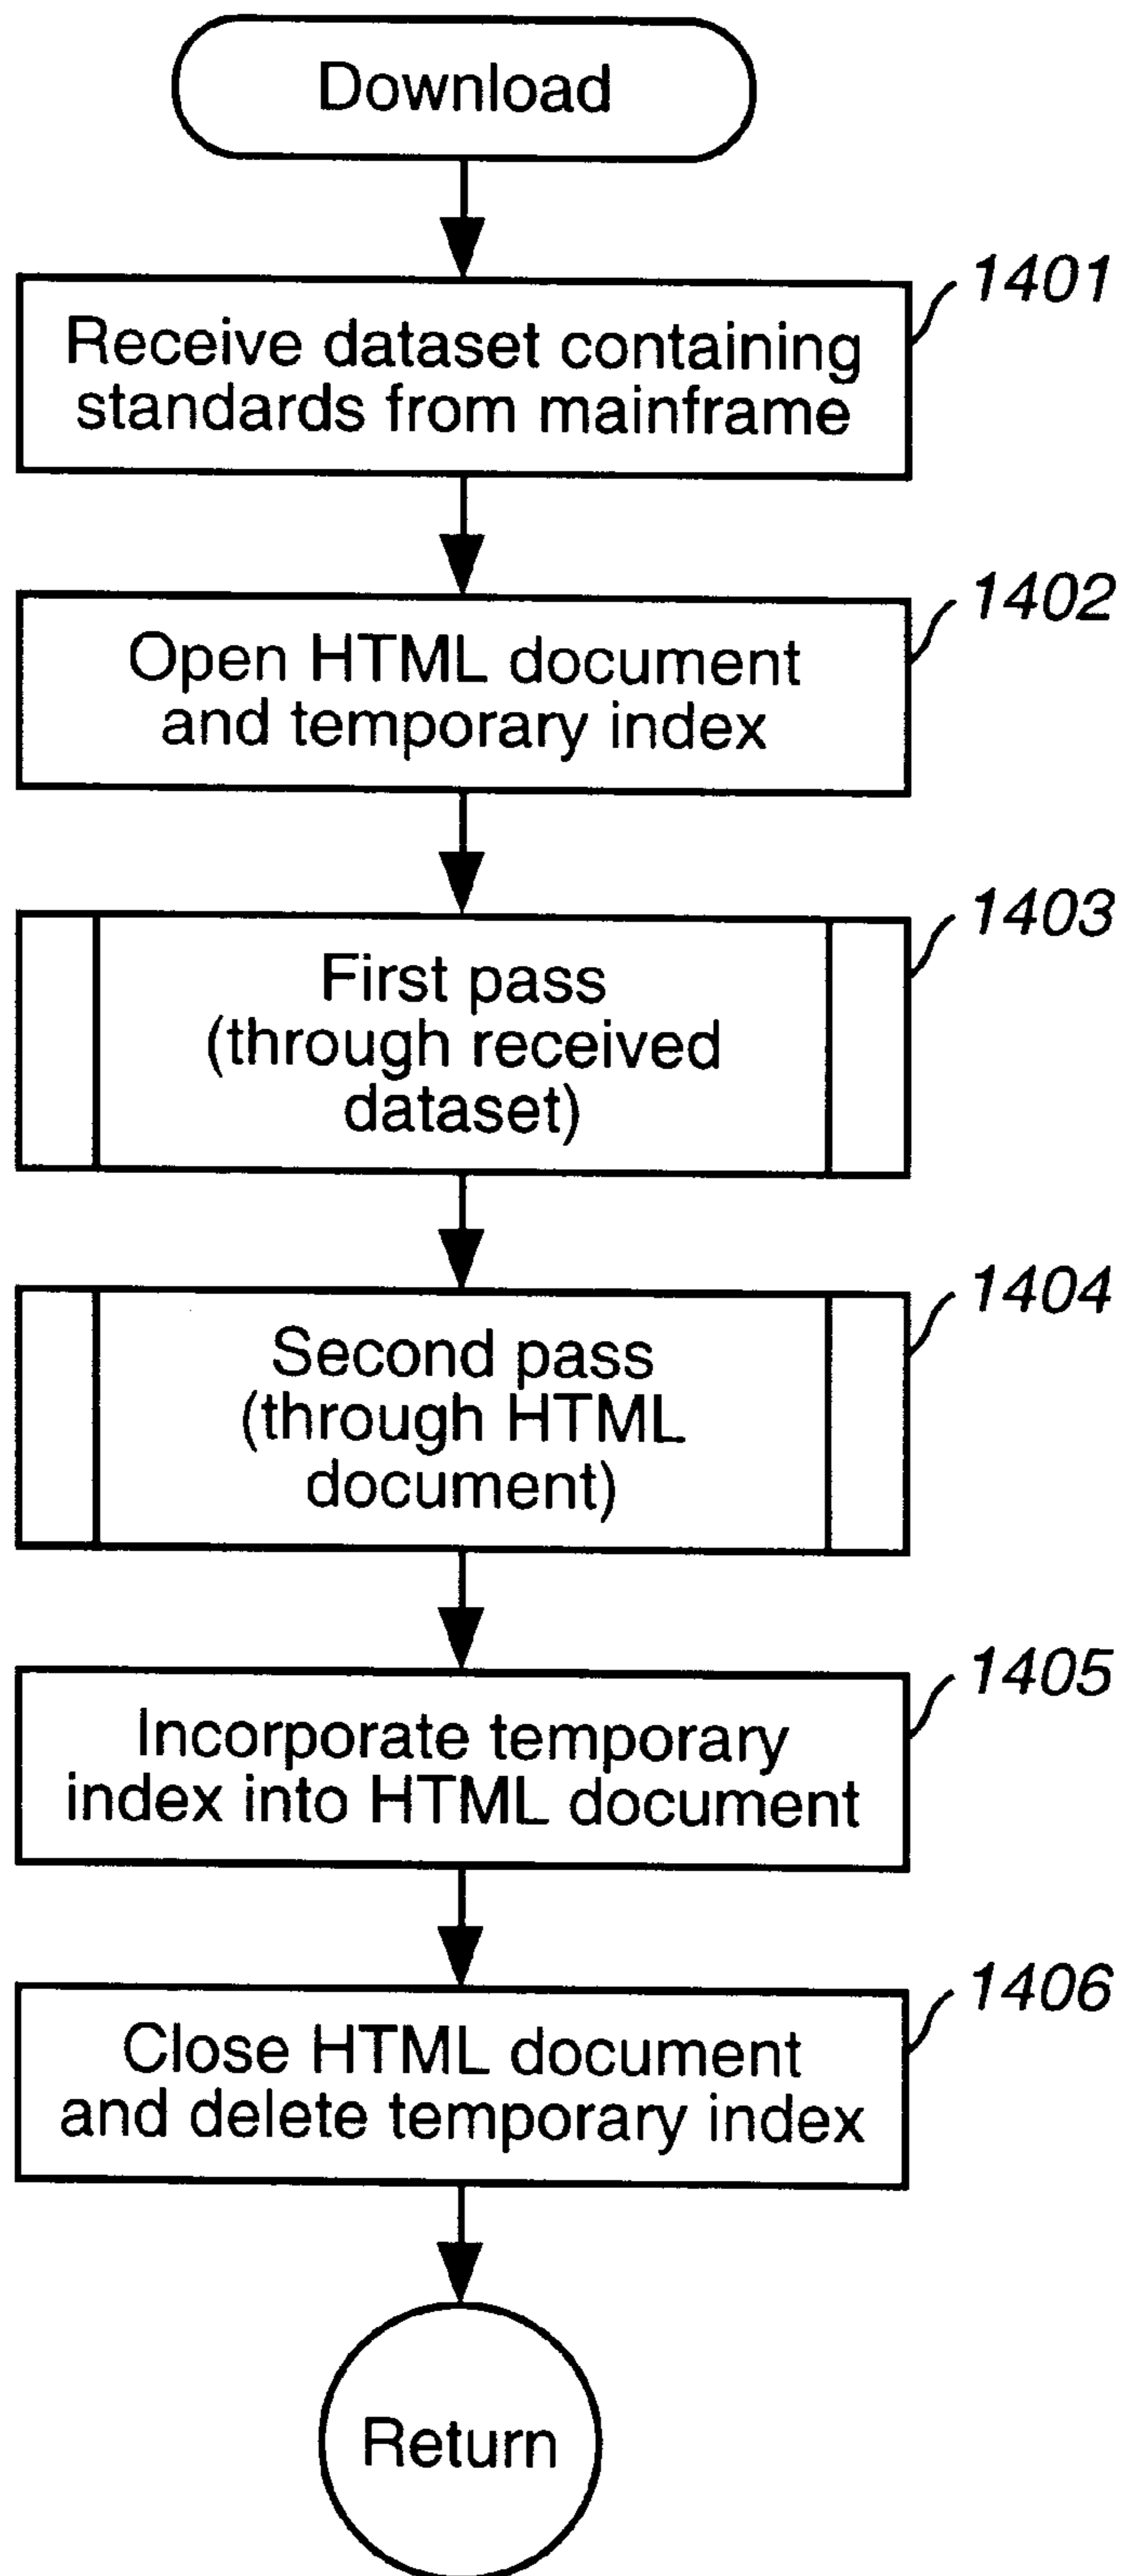 Download
1401
Receive dataset containing
standards from mainframe
1402
Open HTML document
and temporary index
1403
First pass
(through received
dataset)
1404
Second pass
(through HTML
document)
1405
Incorporate temporary
index into HTML document
1406
Close HTML document
and delete temporary index
Return